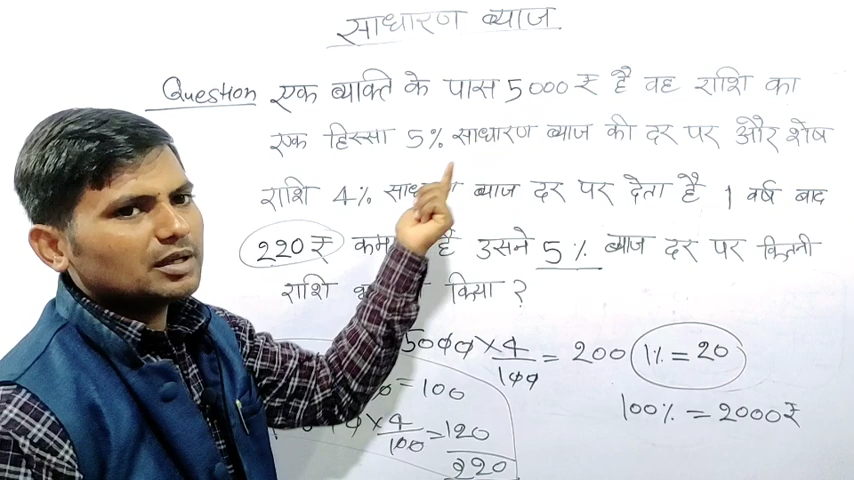 साधारण ब्याज
Question एक ब्यक्ति के पास 5000 ₹ है वह राशि का
एक हिस्सा 5% साधारण ब्याज की दर पर और शेष
राशि 4% ब्याज दर पर देता है 1 वर्ष बाद
220 ₹ है उसने 5% ब्याज दर पर कितनी
राशि किया ?
5000 × 4/100 = 200 1% = 20
= 100 100% = 2000 ₹
× 4/100 = 120
220